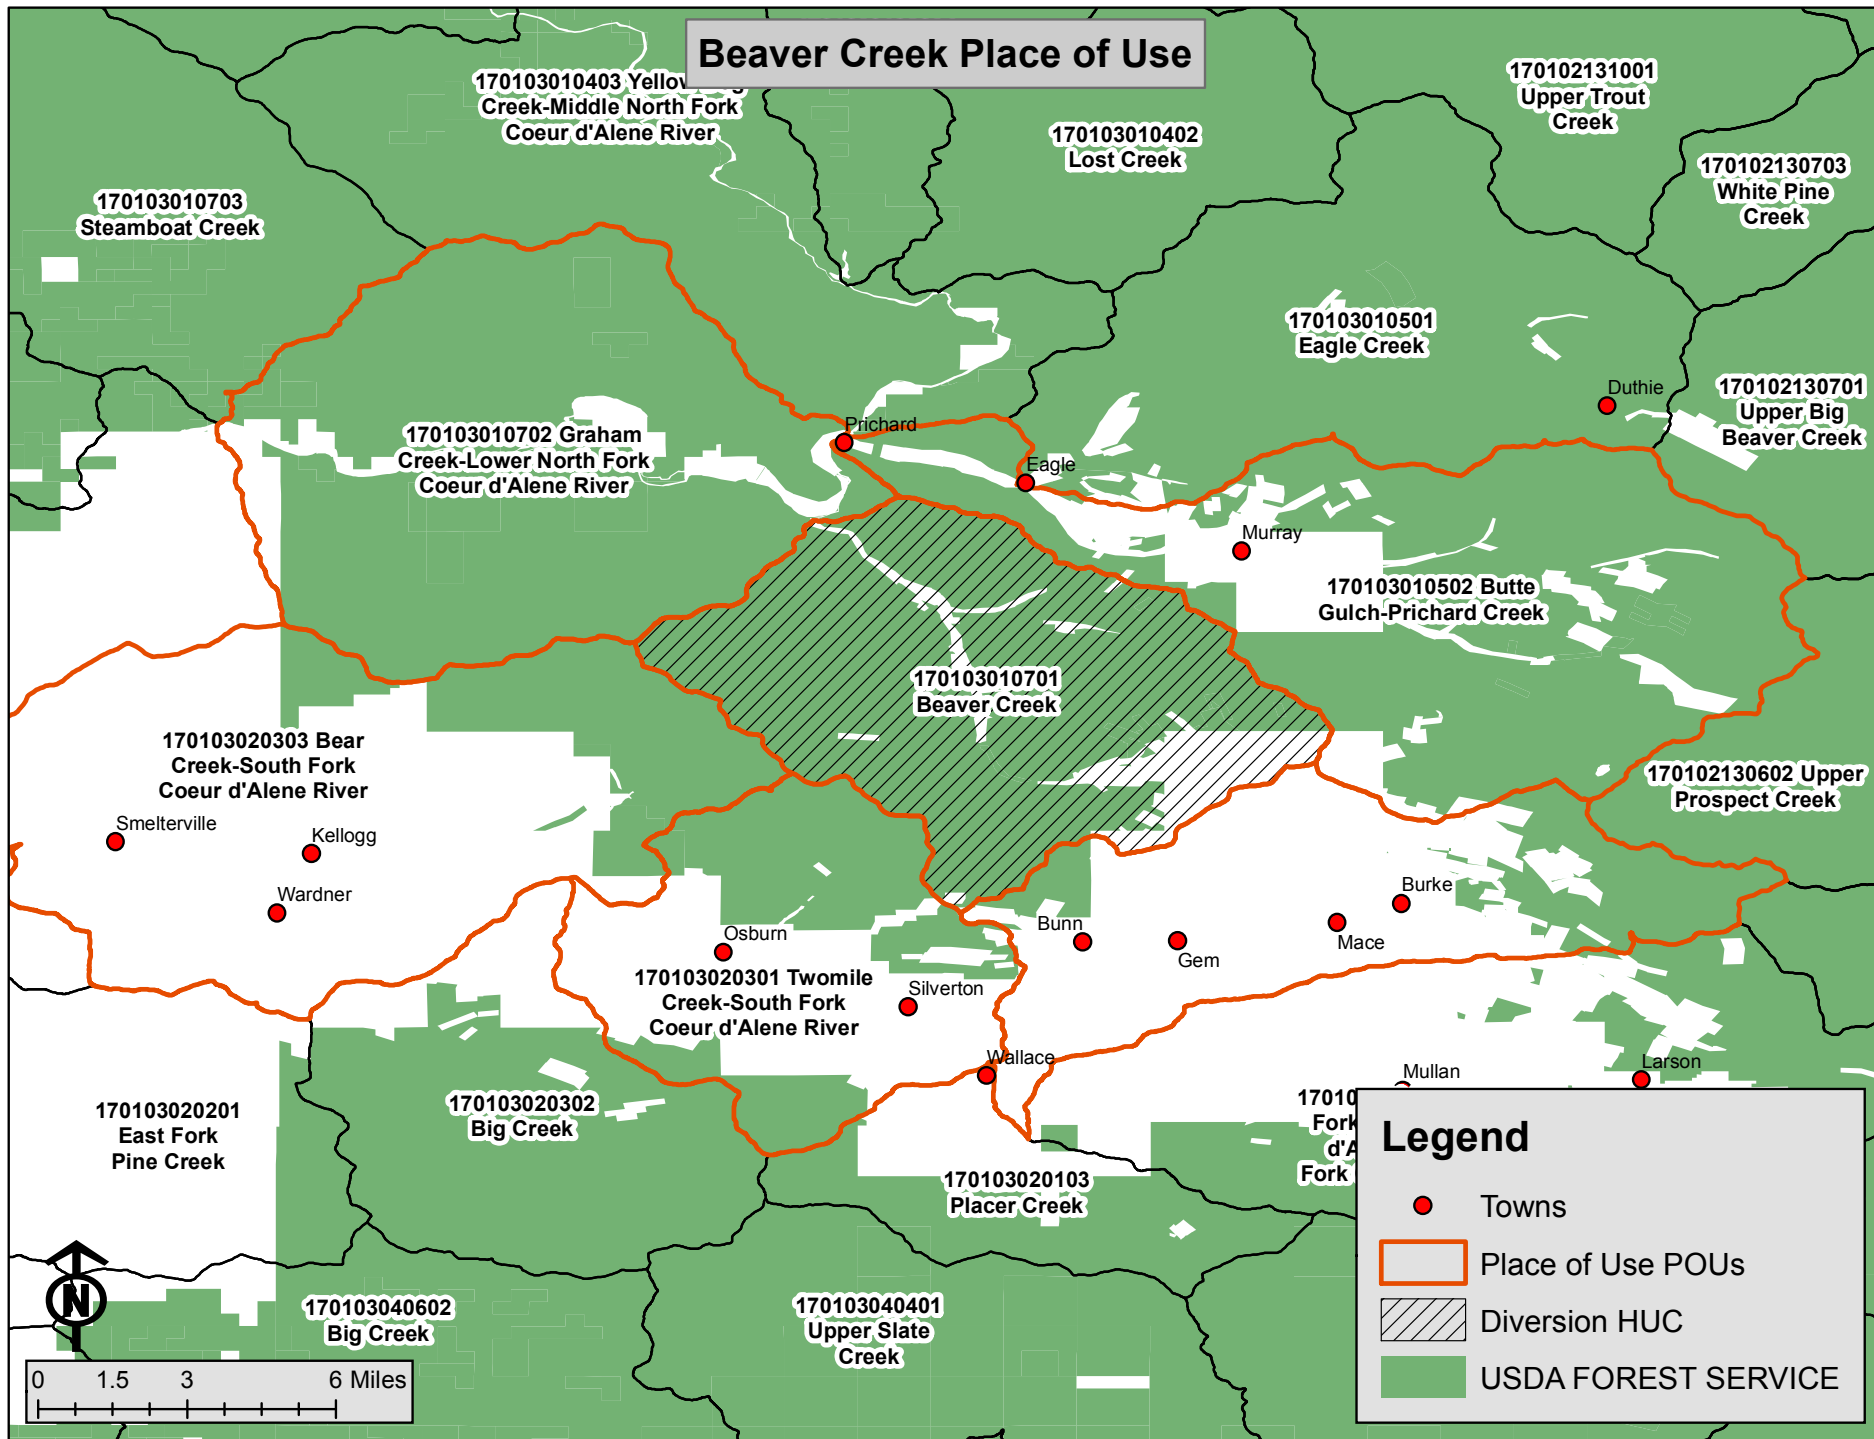 Beaver Creek Place of Use
170103010403
Creek-Middle North Fork
Coeur d'Alene River
170103010402
Lost Creek
170102131001
Upper Trout
Creek
170102130703
White Pine
Creek
170103010703
Steamboat Creek
170103010501
Eagle Creek
Duthie
170102130701
Upper Big
Beaver Creek
170103010702 Graham
Creek-Lower North Fork
Coeur d'Alene River
Prichard
Eagle
Murray
170103010502 Butte
Gulch-Prichard Creek
170103010701
Beaver Creek
170103020303 Bear
Creek-South Fork
Coeur d'Alene River
170102130602 Upper
Prospect Creek
Smelterville
Kellogg
Wardner
Osburn
170103020301 Twomile
Creek-South Fork
Coeur d'Alene River
Silverton
Wallace
Bunn
Gem
Mace
Burke
Mullan
Larson
170103020201
East Fork
Pine Creek
170103020302
Big Creek
170103020103
Placer Creek
Fork
Fork
170103040602
Big Creek
170103040401
Upper Slate
Creek
N
0 1.5 3 6 Miles
Legend
Towns
Place of Use POUs
Diversion HUC
USDA FOREST SERVICE